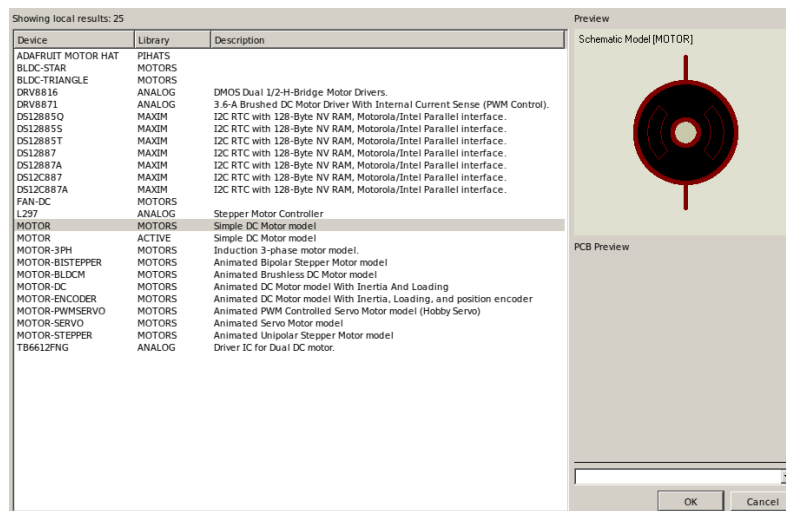 Showing local results: 25
Device Library Description
ADAFRUIT MOTOR HAT PIHATS
BLDC-STAR MOTORS
BLDC-TRIANGLE MOTORS
DRV8816 ANALOG DMOS Dual 1/2-H-Bridge Motor Drivers.
DRV8871 ANALOG 3.6-A Brushed DC Motor Driver With Internal Current Sense (PWM Control).
DS12885Q MAXIM I2C RTC with 128-Byte NV RAM, Motorola/Intel Parallel interface.
DS12885S MAXIM I2C RTC with 128-Byte NV RAM, Motorola/Intel Parallel interface.
DS12885T MAXIM I2C RTC with 128-Byte NV RAM, Motorola/Intel Parallel interface.
DS12887 MAXIM I2C RTC with 128-Byte NV RAM, Motorola/Intel Parallel interface.
DS12887A MAXIM I2C RTC with 128-Byte NV RAM, Motorola/Intel Parallel interface.
DS12C887 MAXIM I2C RTC with 128-Byte NV RAM, Motorola/Intel Parallel interface.
DS12C887A MAXIM I2C RTC with 128-Byte NV RAM, Motorola/Intel Parallel interface.
FAN-DC MOTORS
L297 ANALOG Stepper Motor Controller
MOTOR MOTORS Simple DC Motor model
MOTOR ACTIVE Simple DC Motor model
MOTOR-3PH MOTORS Induction 3-phase motor model.
MOTOR-BISTEPPER MOTORS Animated Bipolar Stepper Motor model
MOTOR-BLDCM MOTORS Animated Brushless DC Motor model
MOTOR-DC MOTORS Animated DC Motor model With Inertia And Loading
MOTOR-ENCODER MOTORS Animated DC Motor model With Inertia, Loading, and position encoder
MOTOR-PWMSERVO MOTORS Animated PWM Controlled Servo Motor model (Hobby Servo)
MOTOR-SERVO MOTORS Animated Servo Motor model
MOTOR-STEPPER MOTORS Animated Unipolar Stepper Motor model
TB6612FNG ANALOG Driver IC for Dual DC motor.
Preview
Schematic Model [MOTOR]
PCB Preview
OK Cancel